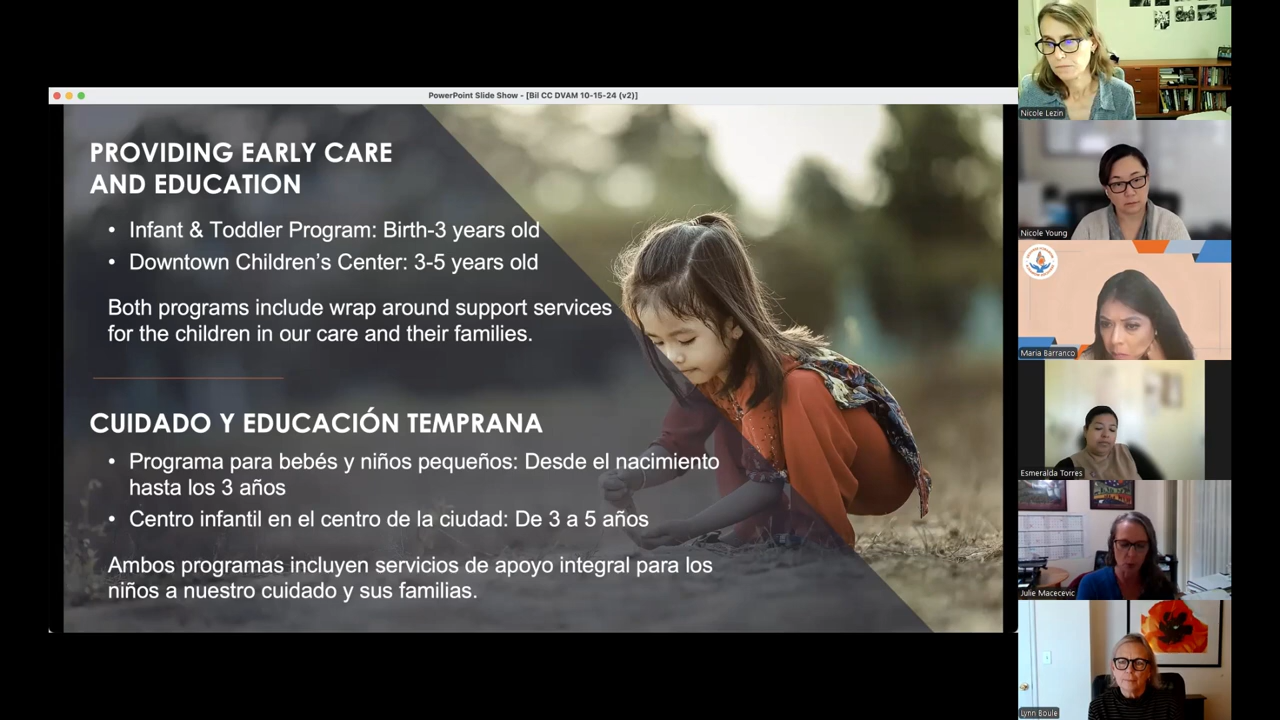 PowerPoint Slide Show - [Bil CC DVAM 10-15-24 (v2)]
PROVIDING EARLY CARE
AND EDUCATION
• Infant & Toddler Program: Birth-3 years old
• Downtown Children's Center: 3-5 years old
Both programs include wrap around support services
for the children in our care and their families.
CUIDADO Y EDUCACIÓN TEMPRANA
• Programa para bebés y niños pequeños: Desde el nacimiento
hasta los 3 años
• Centro infantil en el centro de la ciudad: De 3 a 5 años
Ambos programas incluyen servicios de apoyo integral para los
niños a nuestro cuidado y sus familias.
Nicole Lezin
Nicole Young
Maria Barranco
Esmeralda Torres
Julie Macecevic
Lynn Boule